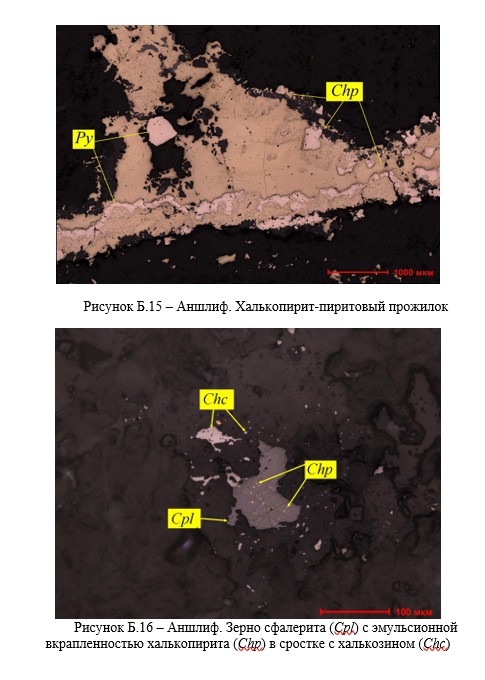 Chp
Py
1000 мкм
Рисунок Б.15 – Аншлиф. Халькопирит-пиритовый прожилок
Chc
Chp
Cpl
100 мкм
Рисунок Б.16 – Аншлиф. Зерно сфалерита (Cpl) с эмульсионной
вкрапленностью халькопирита (Chp) в сростке с халькозином (Chc)